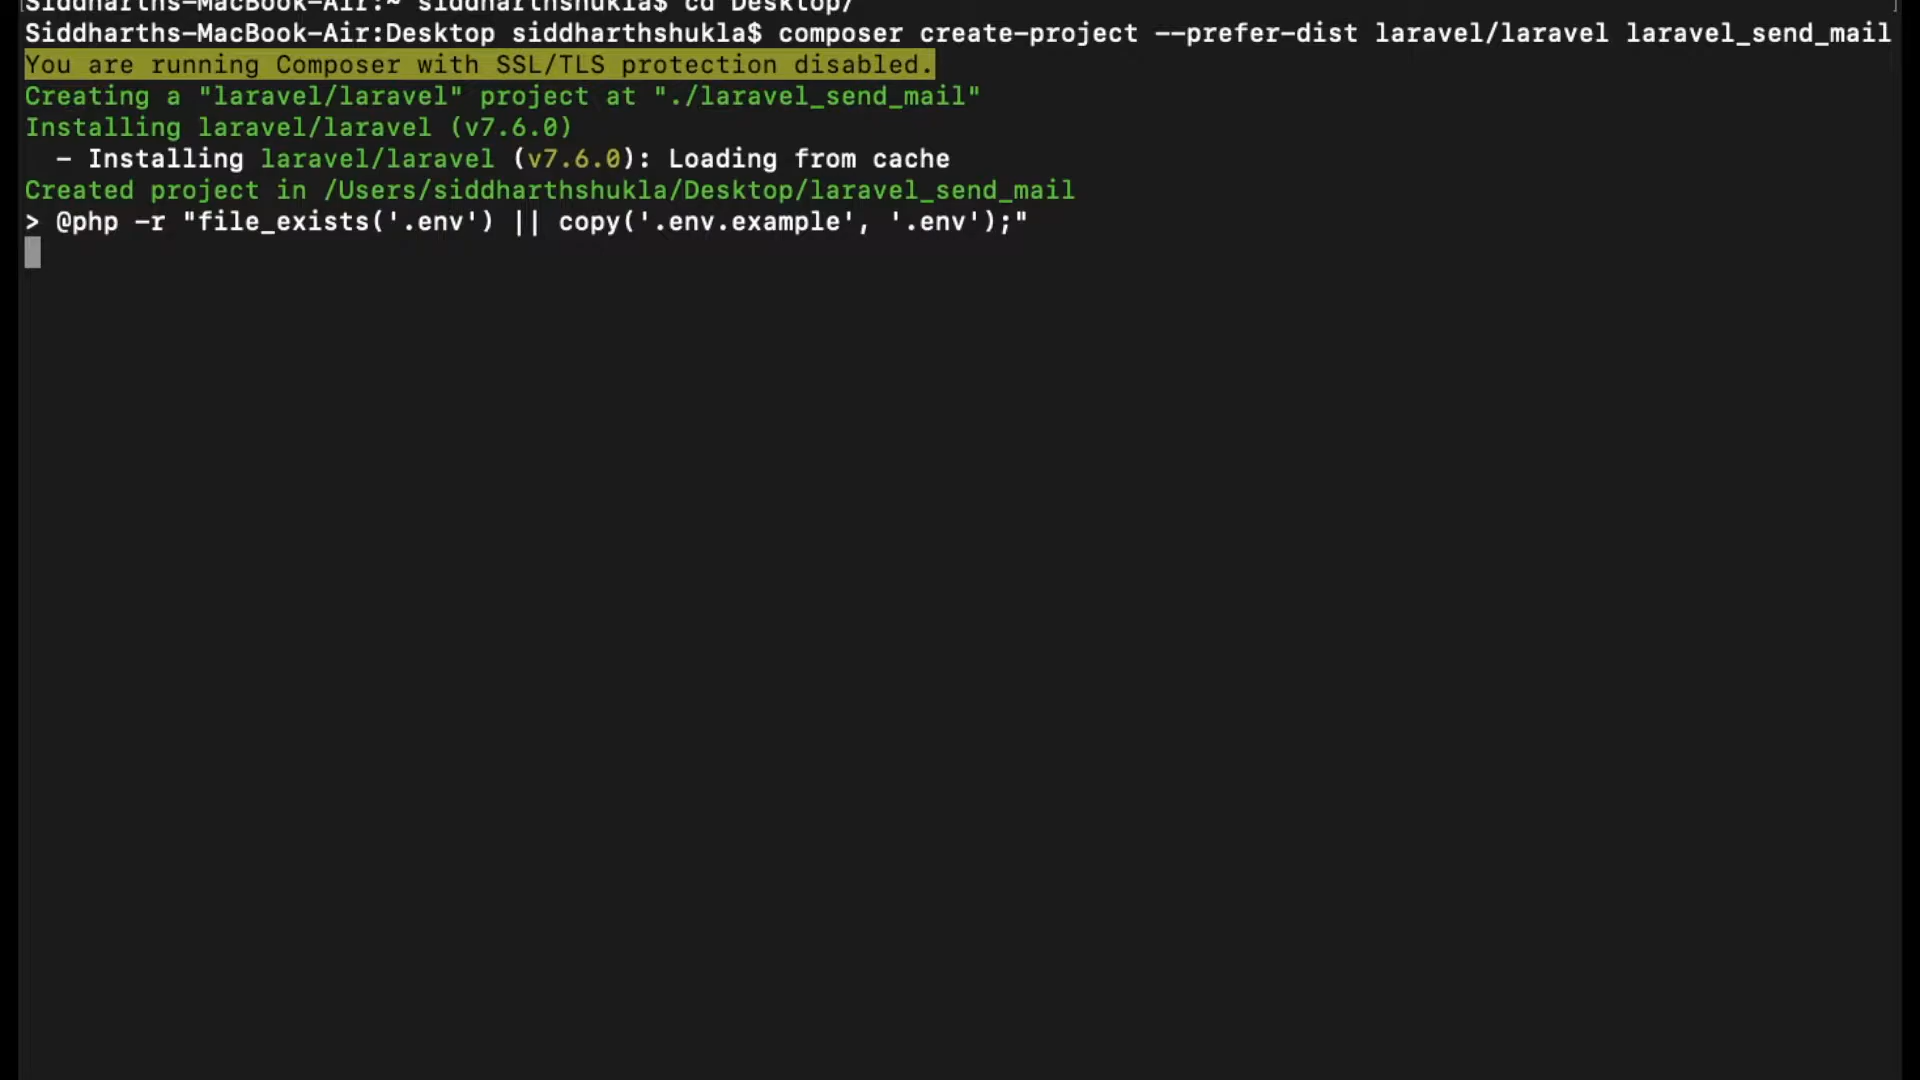 Siddharths-MacBook-Air:~ siddharthshukla$ cd Desktop/
Siddharths-MacBook-Air:Desktop siddharthshukla$ composer create-project --prefer-dist laravel/laravel laravel_send_mail
You are running Composer with SSL/TLS protection disabled.
Creating a "laravel/laravel" project at "./laravel_send_mail"
Installing laravel/laravel (v7.6.0)
  - Installing laravel/laravel (v7.6.0): Loading from cache
Created project in /Users/siddharthshukla/Desktop/laravel_send_mail
> @php -r "file_exists('.env') || copy('.env.example', '.env');"